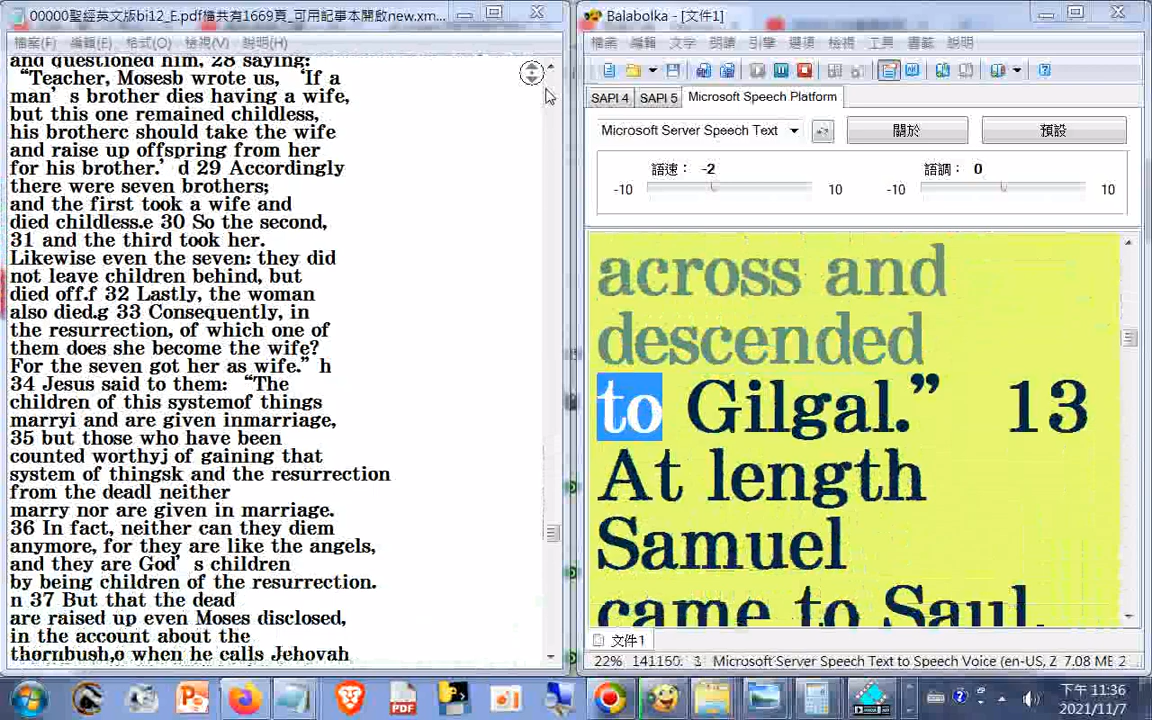 00000聖經英文版bi12_E.pdf檔共有1669頁_可用記事本開啟new.xm...
檔案(F) 編輯(E) 格式(O) 檢視(V) 說明(H)
and questioned him, 28 saying:
“Teacher, Mosesb wrote us, ‘If a
man’s brother dies having a wife,
but this one remained childless,
his brotherc should take the wife
and raise up offspring from her
for his brother.’ d 29 Accordingly
there were seven brothers;
and the first took a wife and
died childless.e 30 So the second,
31 and the third took her.
Likewise even the seven: they did
not leave children behind, but
died off.f 32 Lastly, the woman
also died.g 33 Consequently, in
the resurrection, of which one of
them does she become the wife?
For the seven got her as wife.” h
34 Jesus said to them: “The
children of this systemof things
marryi and are given inmarriage,
35 but those who have been
counted worthyj of gaining that
system of thingsk and the resurrection
from the deadl neither
marry nor are given in marriage.
36 In fact, neither can they diem
anymore, for they are like the angels,
and they are God’s children
by being children of the resurrection.
n 37 But that the dead
are raised up even Moses disclosed,
in the account about the
thornbush,o when he calls Jehovah
Balabolka - [文件1]
檔案 編輯 文字 朗讀 引擎 選項 檢視 工具 書籤 說明
SAPI 4 SAPI 5 Microsoft Speech Platform
Microsoft Server Speech Text 關於 預設
語速： -2 語調： 0
-10 10 -10 10
across and
descended
to Gilgal.” 13
At length
Samuel
came to Saul,
文件1
22% Microsoft Server Speech Text to Speech Voice (en-US, Z 7.08 MB 2
PDF
下午 11:36
2021/11/7